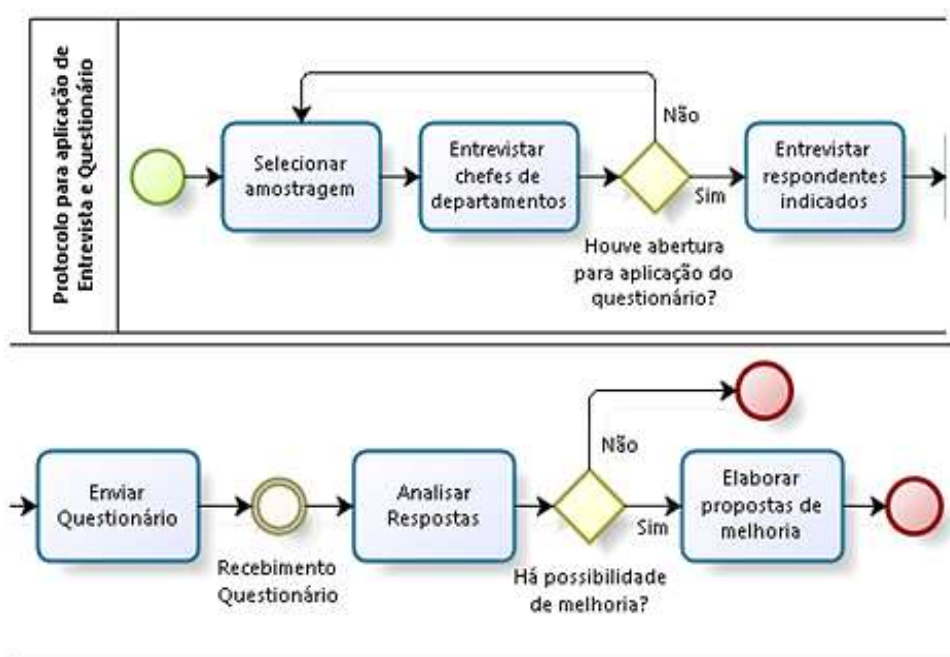 Protocolo para aplicação de
Entrevista e Questionário
Selecionar
amostragem
Entrevistar
chefes de
departamentos
Não
Sim
Houve abertura
para aplicação do
questionário?
Entrevistar
respondentes
indicados
Enviar
Questionário
Recebimento
Questionário
Analisar
Respostas
Não
Sim
Há possibilidade
de melhoria?
Elaborar
propostas de
melhoria